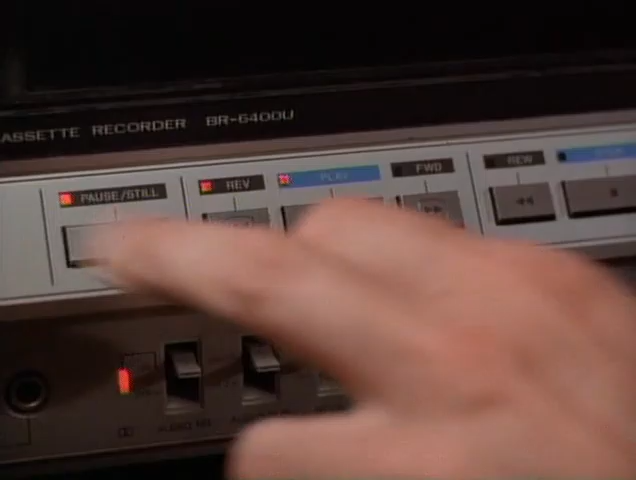 ASSETTE RECORDER BR-6400U
PAUSE/STILL REV PLAY FWD REW